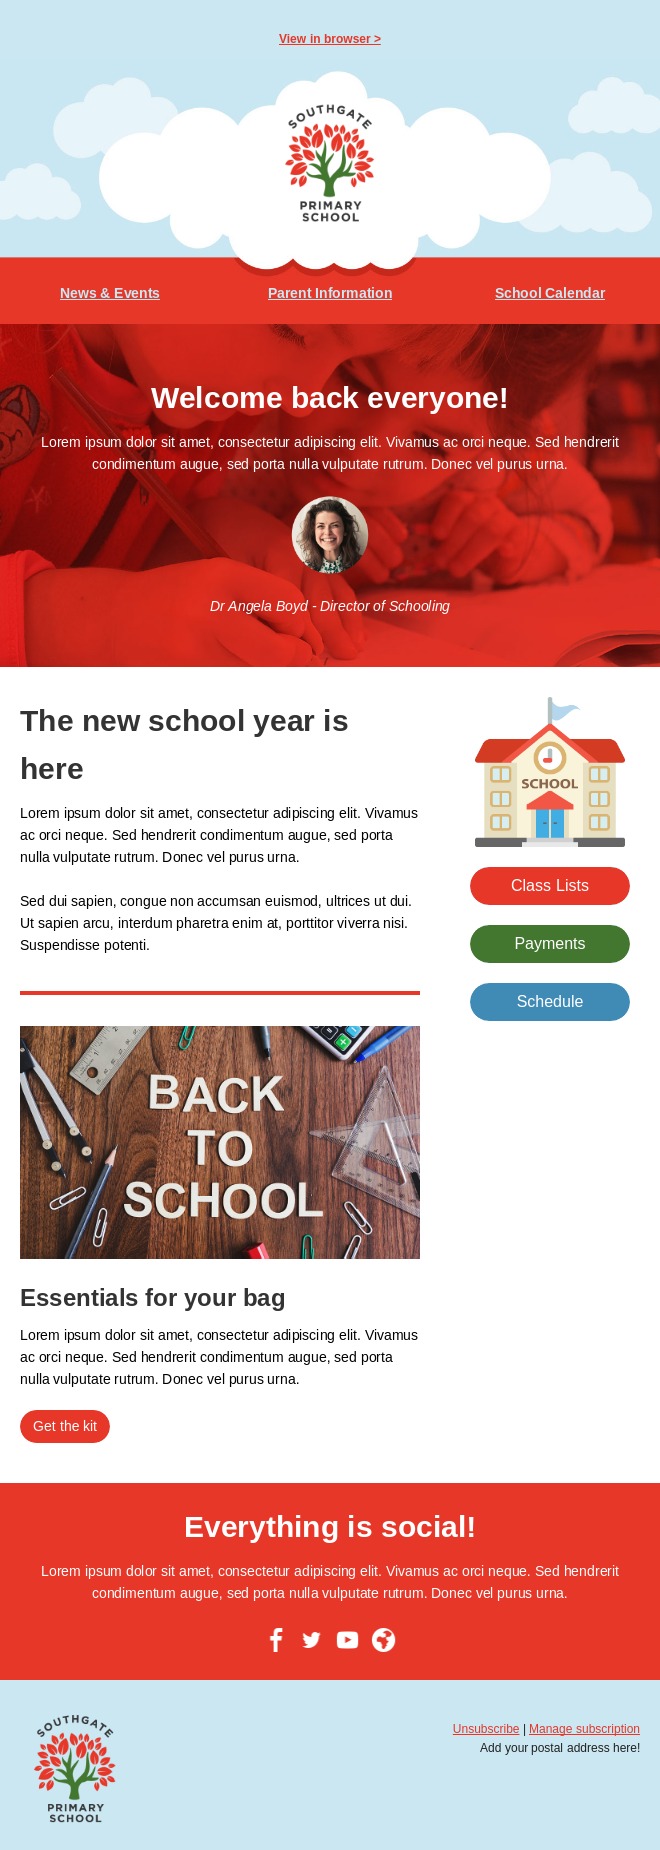 View in browser >
SOUTHGATE
PRIMARY
SCHOOL
News & Events
Parent Information
School Calendar
Welcome back everyone!
Lorem ipsum dolor sit amet, consectetur adipiscing elit. Vivamus ac orci neque. Sed hendrerit
condimentum augue, sed porta nulla vulputate rutrum. Donec vel purus urna.
Dr Angela Boyd - Director of Schooling
The new school year is
here
Lorem ipsum dolor sit amet, consectetur adipiscing elit. Vivamus
ac orci neque. Sed hendrerit condimentum augue, sed porta
nulla vulputate rutrum. Donec vel purus urna.
Sed dui sapien, congue non accumsan euismod, ultrices ut dui.
Ut sapien arcu, interdum pharetra enim at, porttitor viverra nisi.
Suspendisse potenti.
SCHOOL
Class Lists
Payments
Schedule
BACK
TO
SCHOOL
Essentials for your bag
Lorem ipsum dolor sit amet, consectetur adipiscing elit. Vivamus
ac orci neque. Sed hendrerit condimentum augue, sed porta
nulla vulputate rutrum. Donec vel purus urna.
Get the kit
Everything is social!
Lorem ipsum dolor sit amet, consectetur adipiscing elit. Vivamus ac orci neque. Sed hendrerit
condimentum augue, sed porta nulla vulputate rutrum. Donec vel purus urna.
SOUTHGATE
PRIMARY
SCHOOL
Unsubscribe | Manage subscription
Add your postal address here!